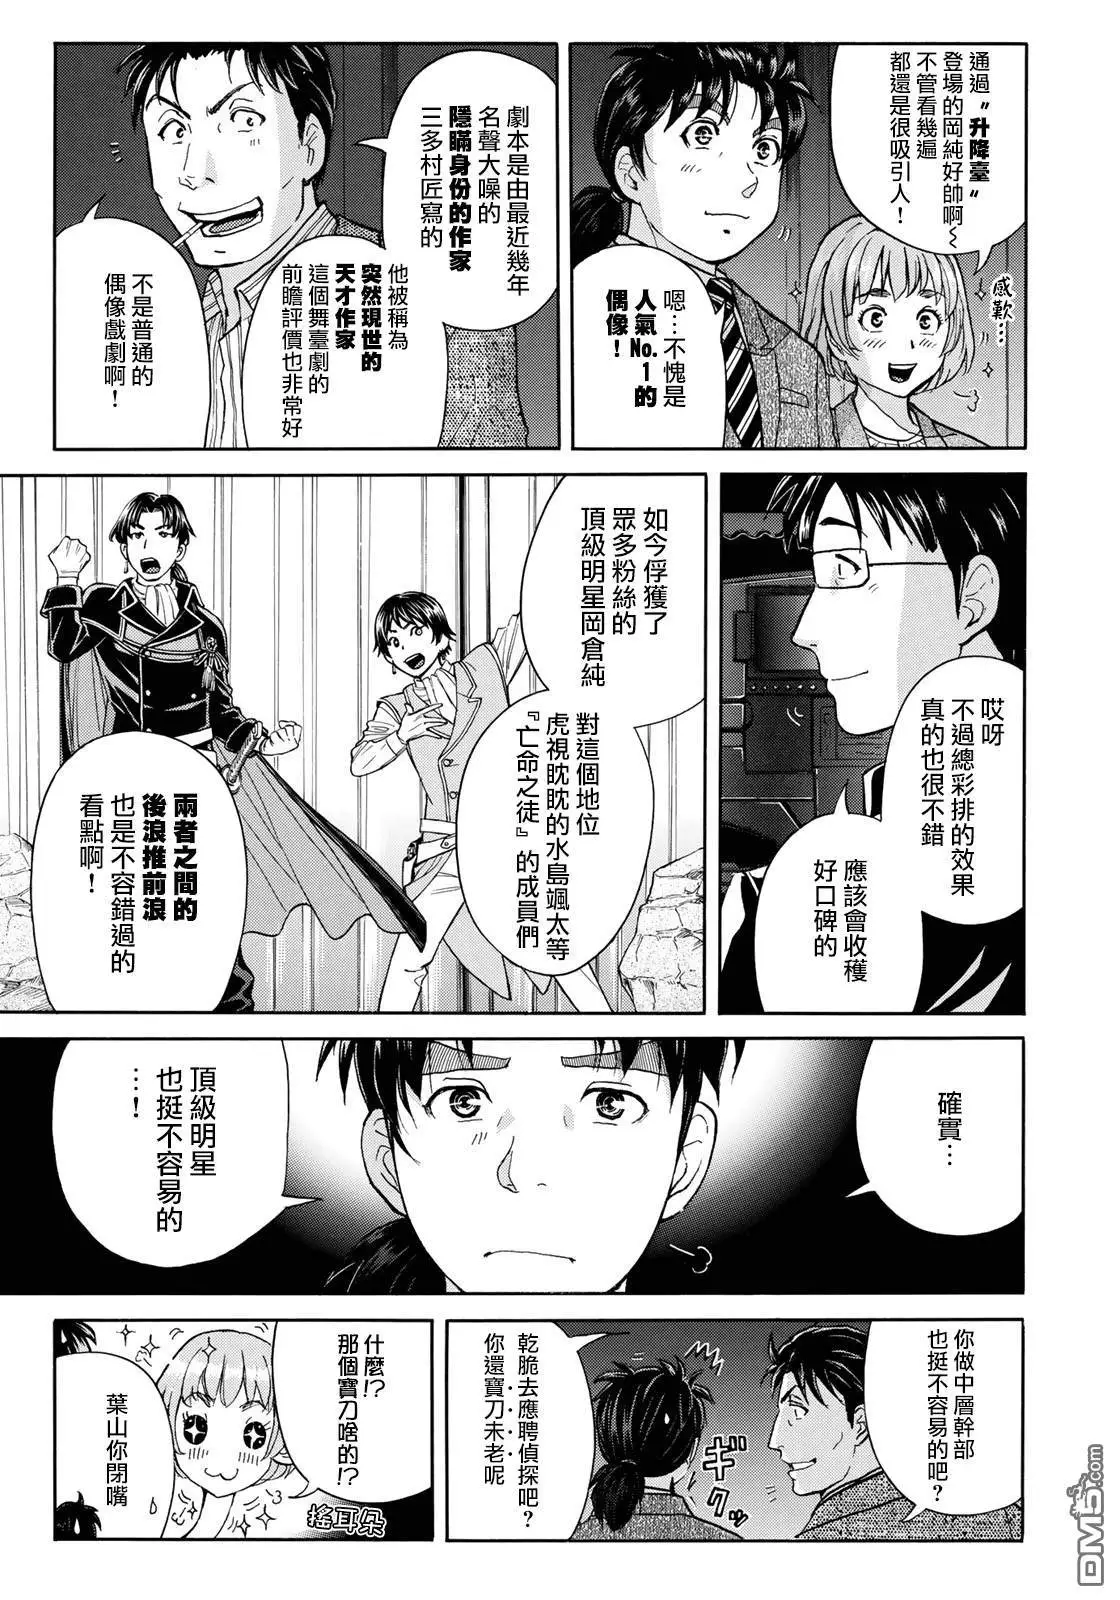 通過〝升降臺〞
登場的岡純好帥啊～
不管看幾遍
都還是很吸引人！
感歎…
嗯…不愧是
人氣No.1的
偶像！
劇本是由最近幾年
名聲大噪的
隱瞞身份的作家
三多村匠寫的
他被稱為
突然現世的
天才作家
這個舞臺劇的
前瞻評價也非常好
不是普通的
偶像戲劇啊！
哎呀
不過總彩排的效果
真的也很不錯
應該會收穫
好口碑的
如今俘獲了
眾多粉絲的
頂級明星岡倉純
對這個地位
虎視眈眈的水島颯太等
『亡命之徒』的成員們
兩者之間的
後浪推前浪
也是不容錯過的
看點啊！
確實…
頂級明星
也挺不容易的
…！
你做中層幹部
也挺不容易的吧？
乾脆去應聘偵探吧？
你還寶刀未老呢
ギクッ
什麼!?
那個寶刀啥的!?
搖耳朵
葉山你閉嘴
DM5.com